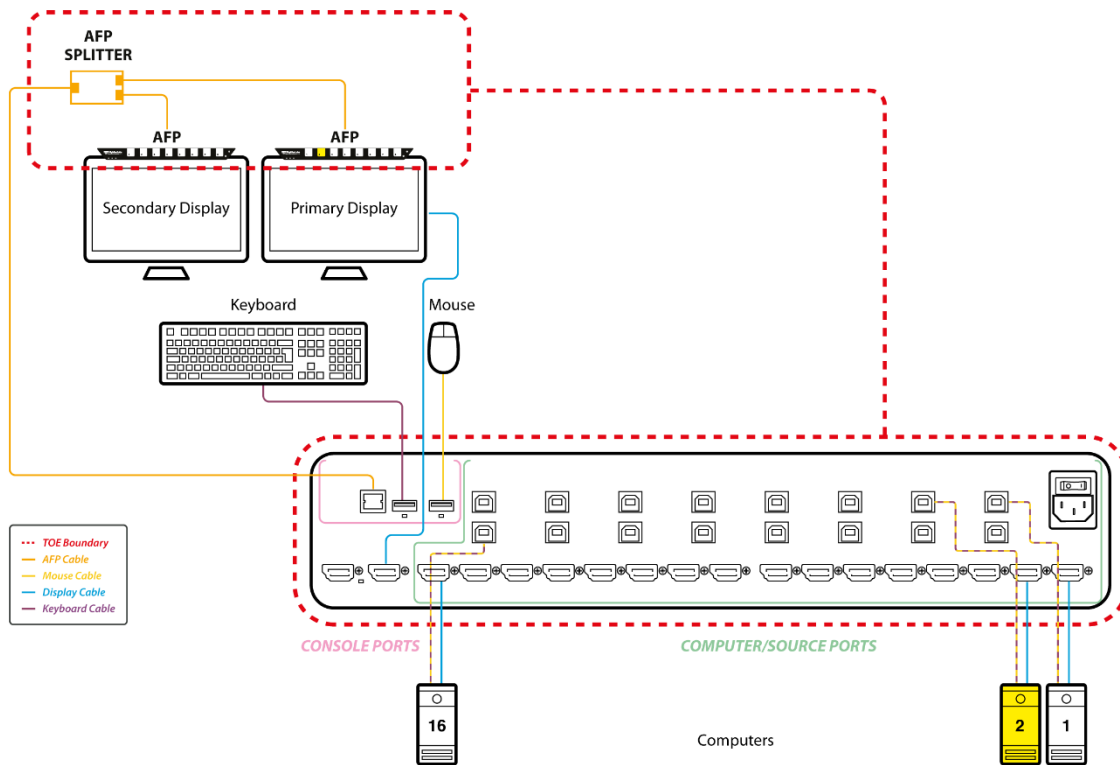 AFP
SPLITTER
AFP
AFP
Secondary Display
Primary Display
Keyboard
Mouse
TOE Boundary
AFP Cable
Mouse Cable
Display Cable
Keyboard Cable
CONSOLE PORTS
COMPUTER/SOURCE PORTS
16
2
1
Computers